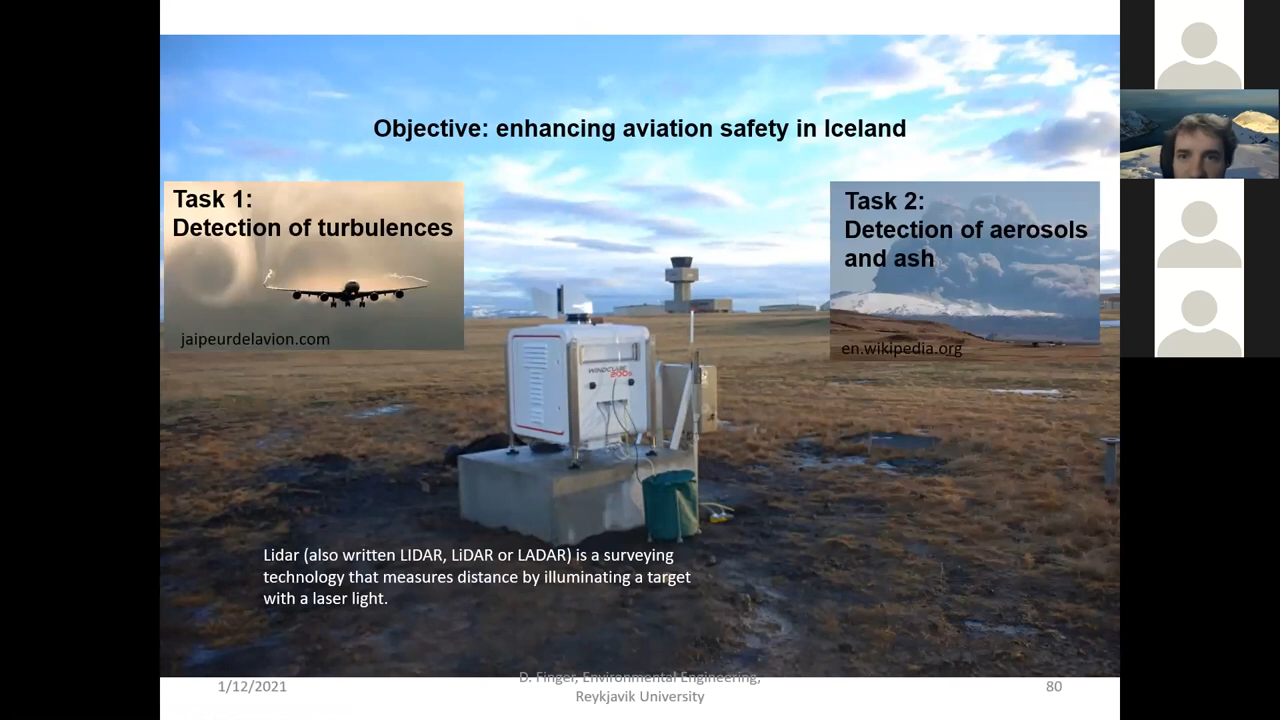 Objective: enhancing aviation safety in Iceland
Task 1:
Detection of turbulences
jaipeurdelavion.com
Task 2:
Detection of aerosols
and ash
en.wikipedia.org
WINDCUBE
200S
Lidar (also written LIDAR, LiDAR or LADAR) is a surveying
technology that measures distance by illuminating a target
with a laser light.
1/12/2021
D. Finger, Environmental Engineering,
Reykjavik University
80